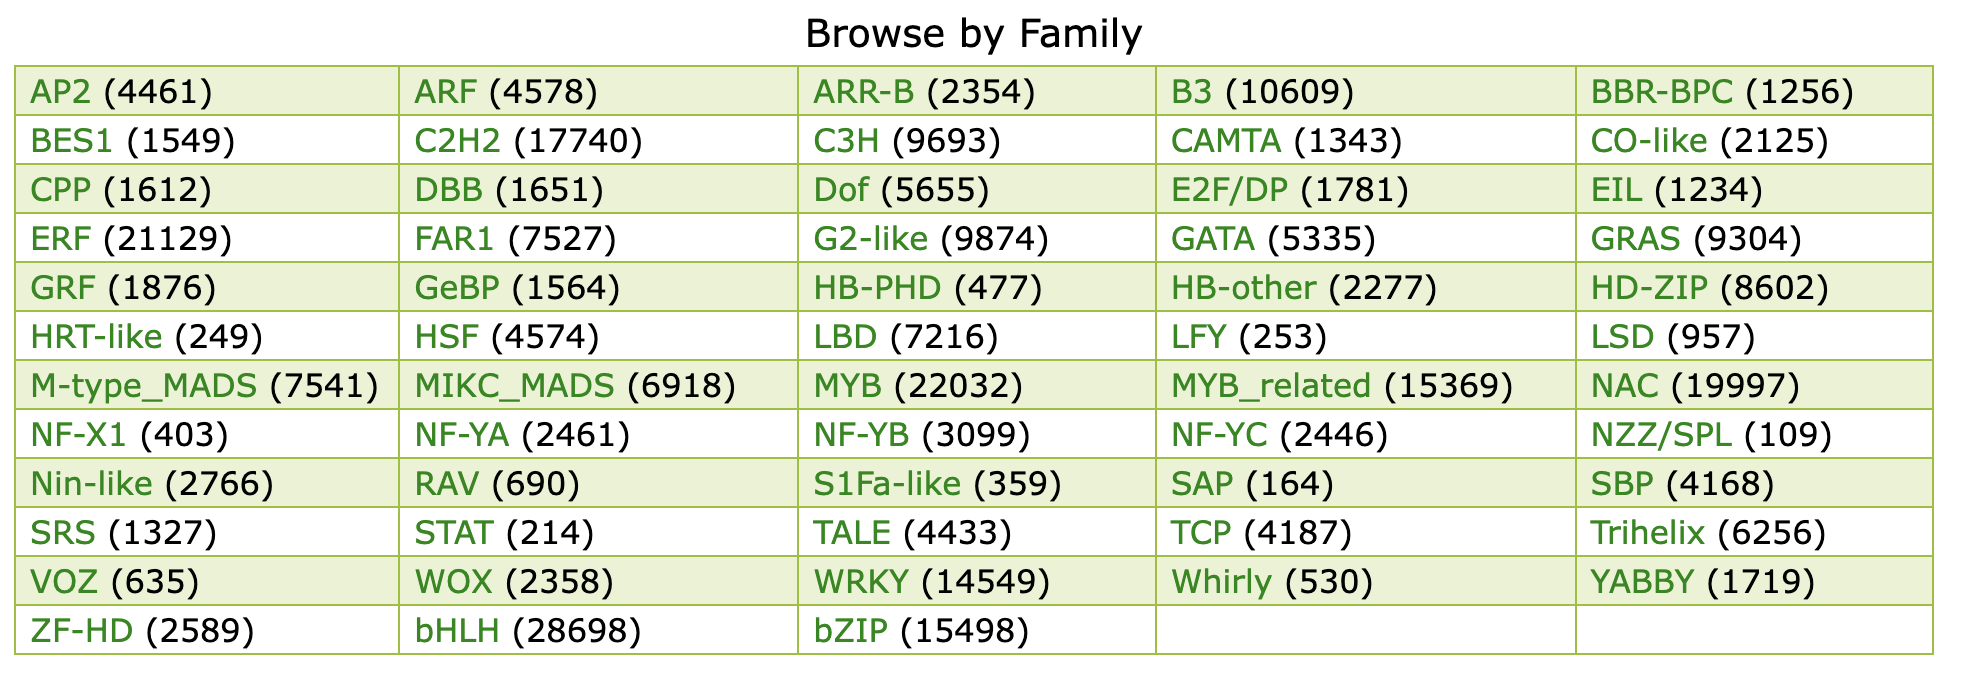 Browse by Family
AP2 (4461) ARF (4578) ARR-B (2354) B3 (10609) BBR-BPC (1256)
BES1 (1549) C2H2 (17740) C3H (9693) CAMTA (1343) CO-like (2125)
CPP (1612) DBB (1651) Dof (5655) E2F/DP (1781) EIL (1234)
ERF (21129) FAR1 (7527) G2-like (9874) GATA (5335) GRAS (9304)
GRF (1876) GeBP (1564) HB-PHD (477) HB-other (2277) HD-ZIP (8602)
HRT-like (249) HSF (4574) LBD (7216) LFY (253) LSD (957)
M-type_MADS (7541) MIKC_MADS (6918) MYB (22032) MYB_related (15369) NAC (19997)
NF-X1 (403) NF-YA (2461) NF-YB (3099) NF-YC (2446) NZZ/SPL (109)
Nin-like (2766) RAV (690) S1Fa-like (359) SAP (164) SBP (4168)
SRS (1327) STAT (214) TALE (4433) TCP (4187) Trihelix (6256)
VOZ (635) WOX (2358) WRKY (14549) Whirly (530) YABBY (1719)
ZF-HD (2589) bHLH (28698) bZIP (15498)